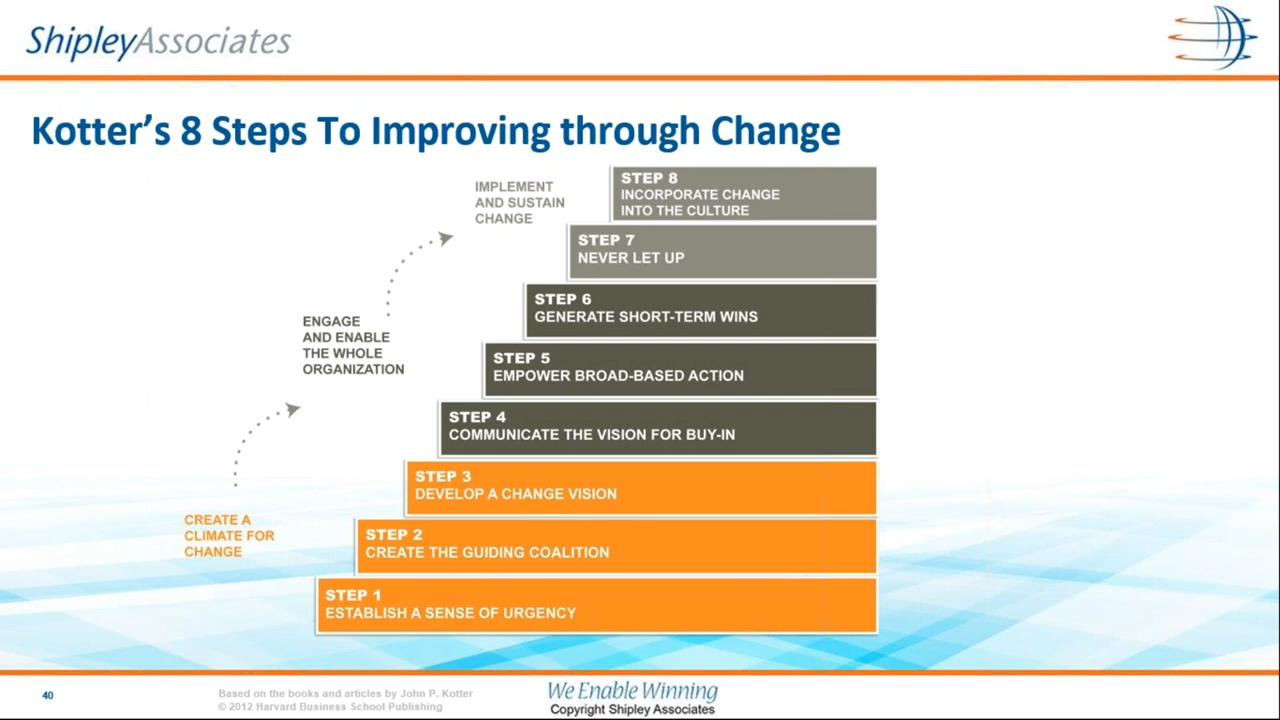 ShipleyAssociates
Kotter's 8 Steps To Improving through Change
IMPLEMENT
AND SUSTAIN
CHANGE
STEP 8
INCORPORATE CHANGE
INTO THE CULTURE
STEP 7
NEVER LET UP
ENGAGE
AND ENABLE
THE WHOLE
ORGANIZATION
STEP 6
GENERATE SHORT-TERM WINS
STEP 5
EMPOWER BROAD-BASED ACTION
STEP 4
COMMUNICATE THE VISION FOR BUY-IN
CREATE A
CLIMATE FOR
CHANGE
STEP 3
DEVELOP A CHANGE VISION
STEP 2
CREATE THE GUIDING COALITION
STEP 1
ESTABLISH A SENSE OF URGENCY
40
Based on the books and articles by John P. Kotter
© 2012 Harvard Business School Publishing
We Enable Winning
Copyright Shipley Associates